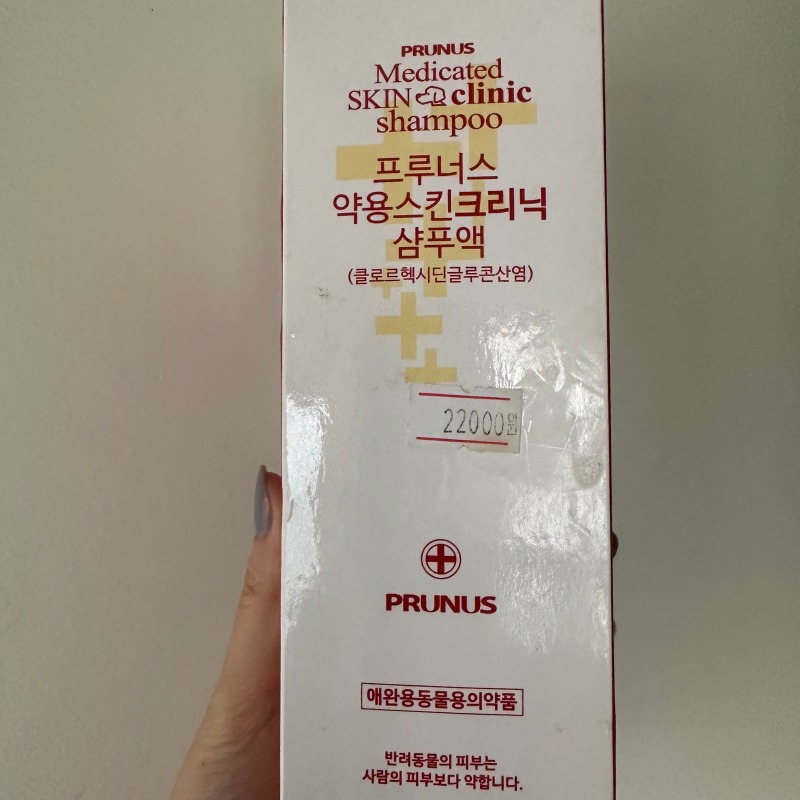 PRUNUS
Medicated
SKIN clinic
shampoo
프루너스
약용스킨크리닉
샴푸액
(클로르헥시딘글루콘산염)
22000원
PRUNUS
애완용동물용의약품
반려동물의 피부는
사람의 피부보다 약합니다.